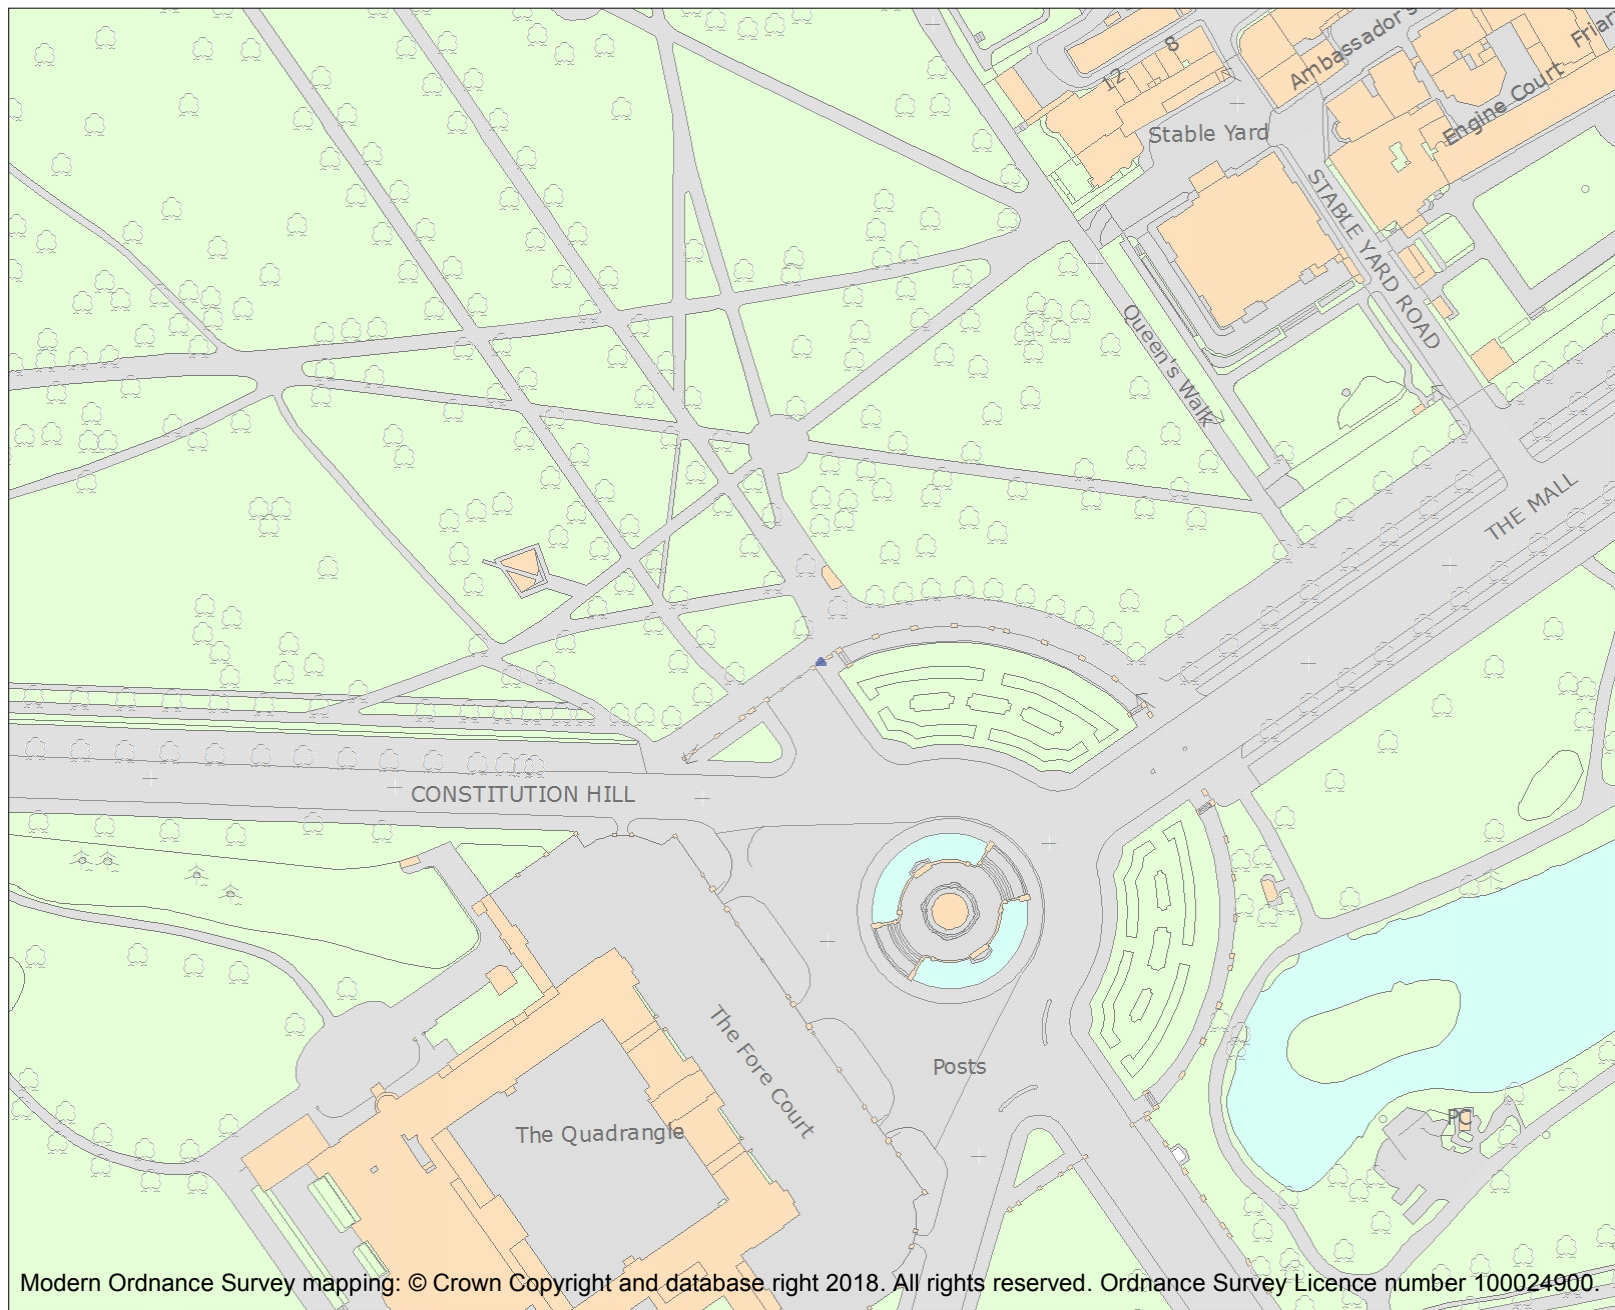 8
12
Ambassador's
Friar
Engine Court
Stable Yard
STABLE YARD ROAD
Queen's Walk
THE MALL
CONSTITUTION HILL
The Fore Court
Posts
PC
The Quadrangle
Modern Ordnance Survey mapping: © Crown Copyright and database right 2018. All rights reserved. Ordnance Survey Licence number 100024900.